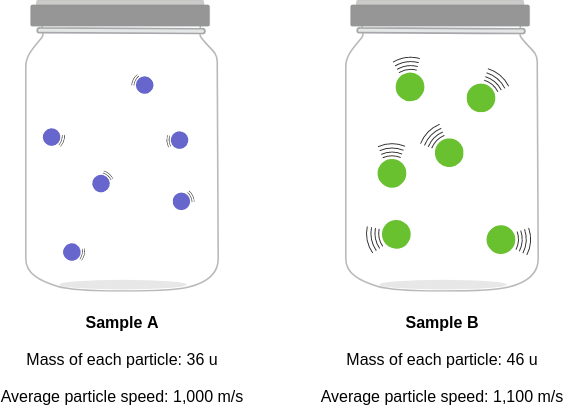 Sample A
Mass of each particle: 36 u
Average particle speed: 1,000 m/s
Sample B
Mass of each particle: 46 u
Average particle speed: 1,100 m/s